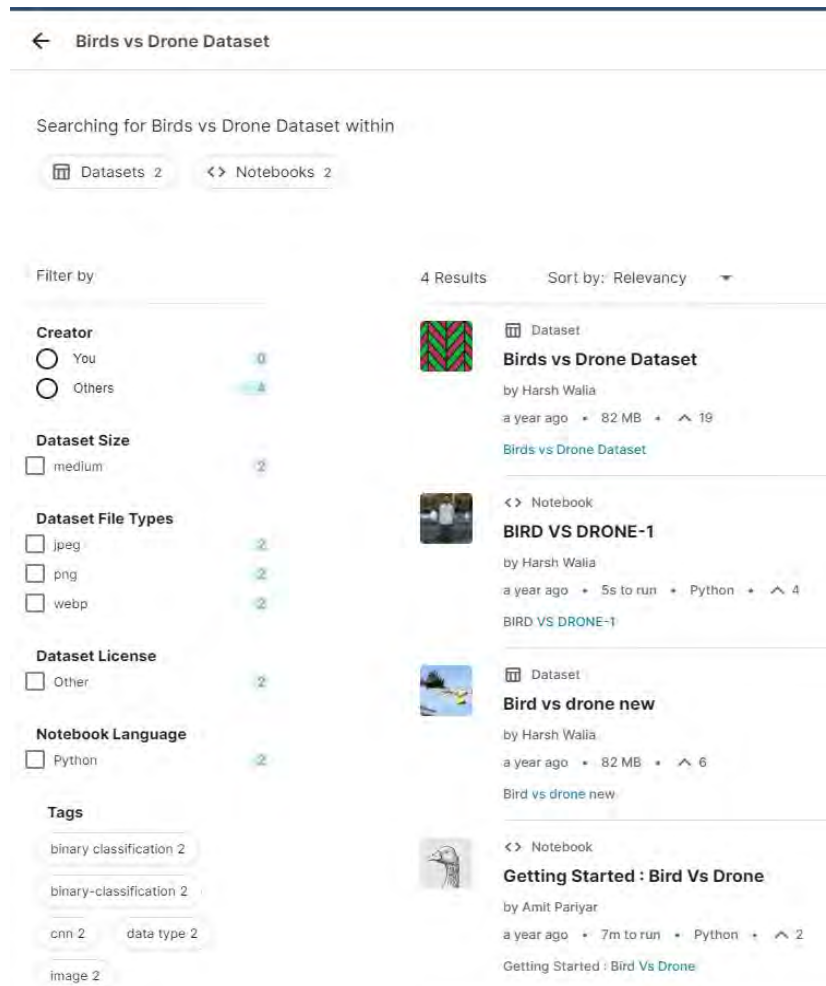 ← Birds vs Drone Dataset
Searching for Birds vs Drone Dataset within
Datasets 2 <> Notebooks 2
Filter by
Creator
You 0
Others 4
Dataset Size
medium 2
Dataset File Types
jpeg 2
png 2
webp 2
Dataset License
Other 2
Notebook Language
Python 2
Tags
binary classification 2
binary-classification 2
cnn 2 data type 2
image 2
4 Results Sort by: Relevancy
Dataset
Birds vs Drone Dataset
by Harsh Walia
a year ago • 82 MB • 19
Birds vs Drone Dataset
<> Notebook
BIRD VS DRONE-1
by Harsh Walia
a year ago • 5s to run • Python • 4
BIRD VS DRONE-1
Dataset
Bird vs drone new
by Harsh Walia
a year ago • 82 MB • 6
Bird vs drone new
<> Notebook
Getting Started : Bird Vs Drone
by Amit Pariyar
a year ago • 7m to run • Python • 2
Getting Started : Bird Vs Drone